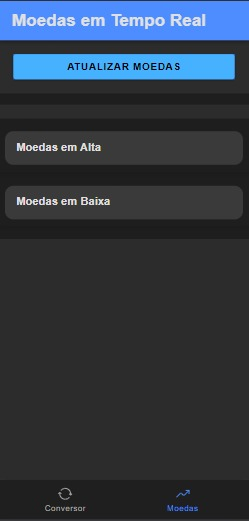 Moedas em Tempo Real
ATUALIZAR MOEDAS
Moedas em Alta
Moedas em Baixa
Conversor
Moedas